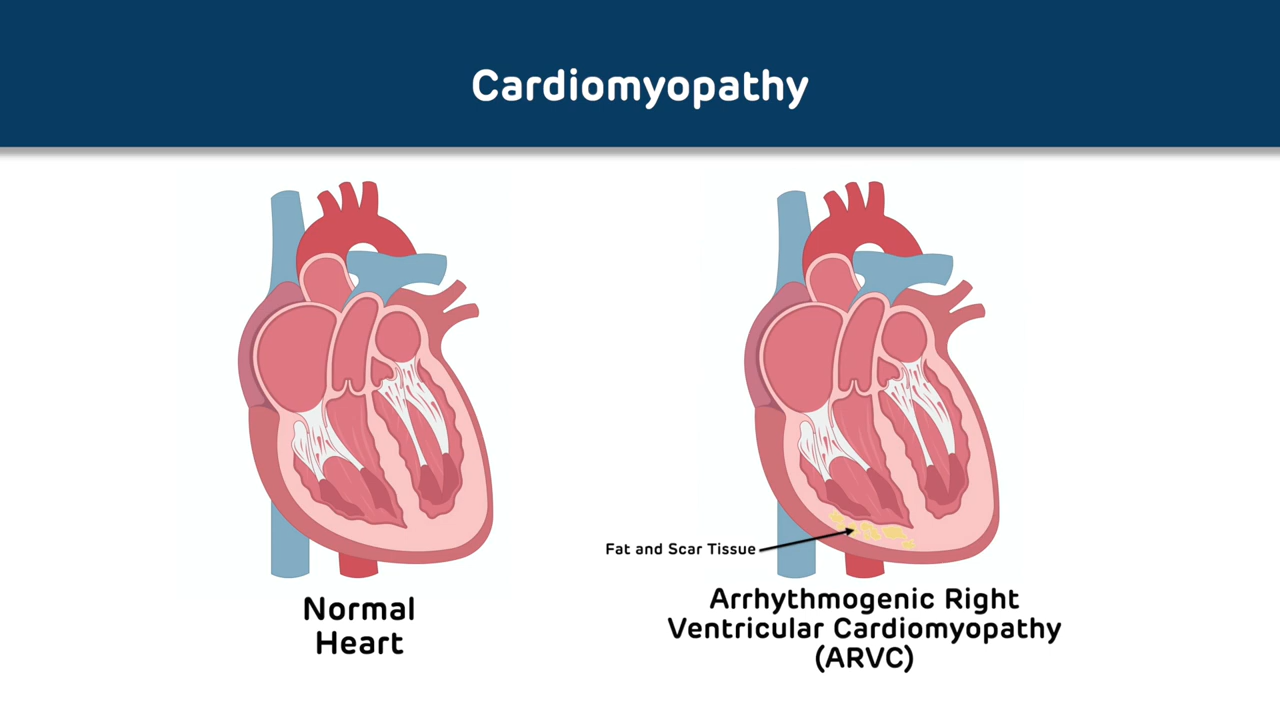 Cardiomyopathy
Fat and Scar Tissue
Normal
Heart
Arrhythmogenic Right
Ventricular Cardiomyopathy
(ARVC)